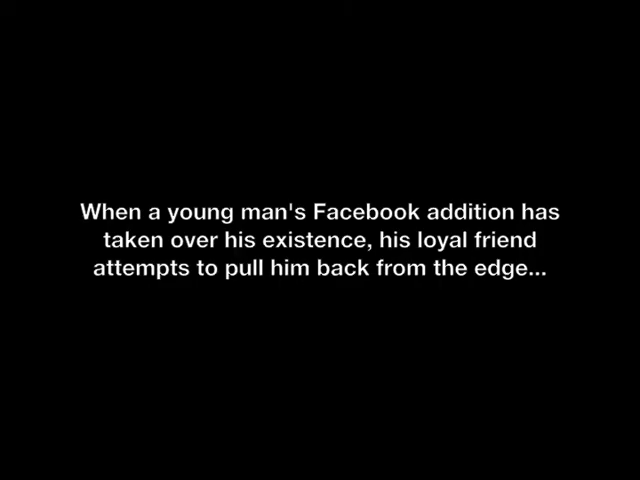 When a young man's Facebook addition has
taken over his existence, his loyal friend
attempts to pull him back from the edge...